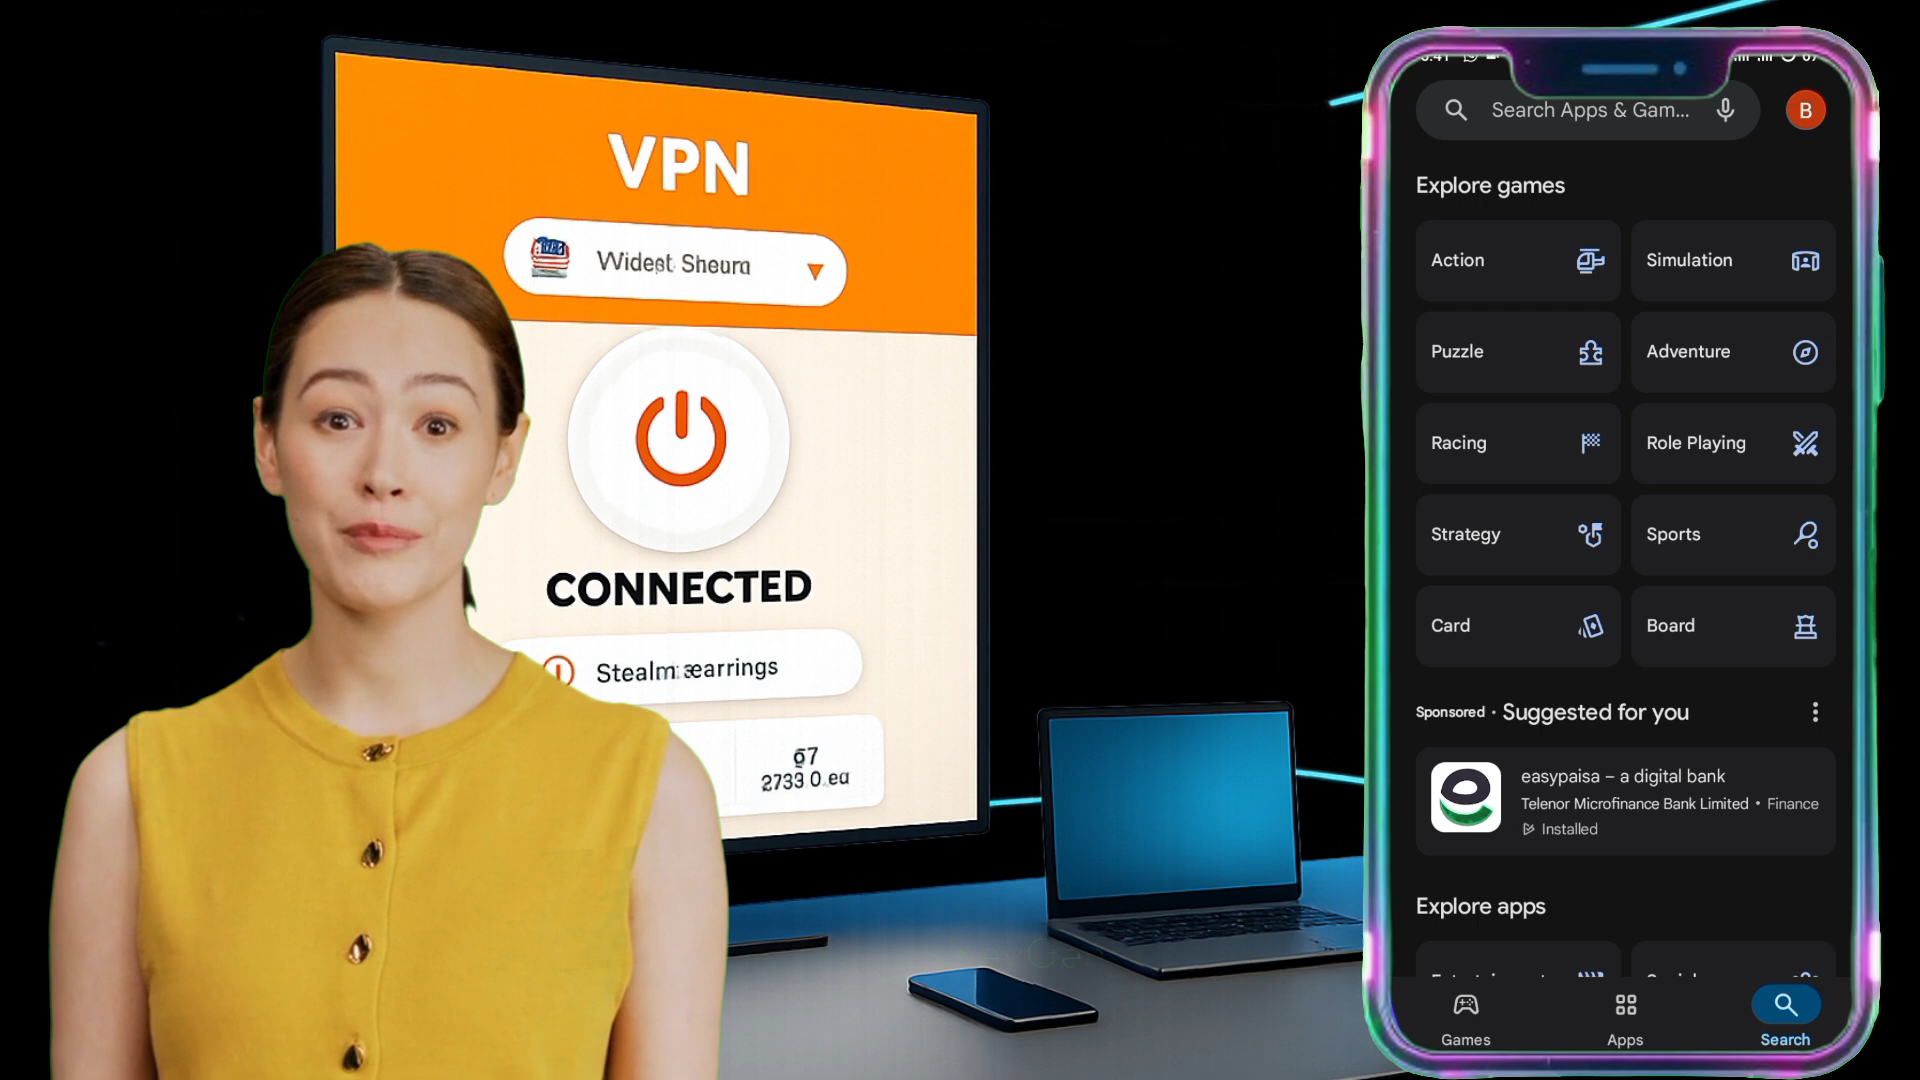 VPN
Widest Sheurn
CONNECTED
Stealm earrings
67
2733 0.ea
Search Apps & Gam...
B
Explore games
Action
Simulation
Puzzle
Adventure
Racing
Role Playing
Strategy
Sports
Card
Board
Sponsored · Suggested for you
easypaisa – a digital bank
Telenor Microfinance Bank Limited • Finance
Installed
Explore apps
Games
Apps
Search